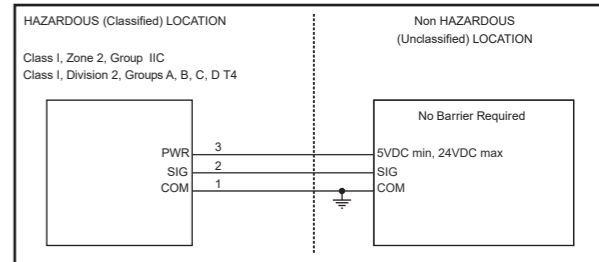 HAZARDOUS (Classified) LOCATION
Class I, Zone 2, Group IIC
Class I, Division 2, Groups A, B, C, D T4
Non HAZARDOUS
(Unclassified) LOCATION
No Barrier Required
PWR 3 5VDC min, 24VDC max
SIG 2 SIG
COM 1 COM